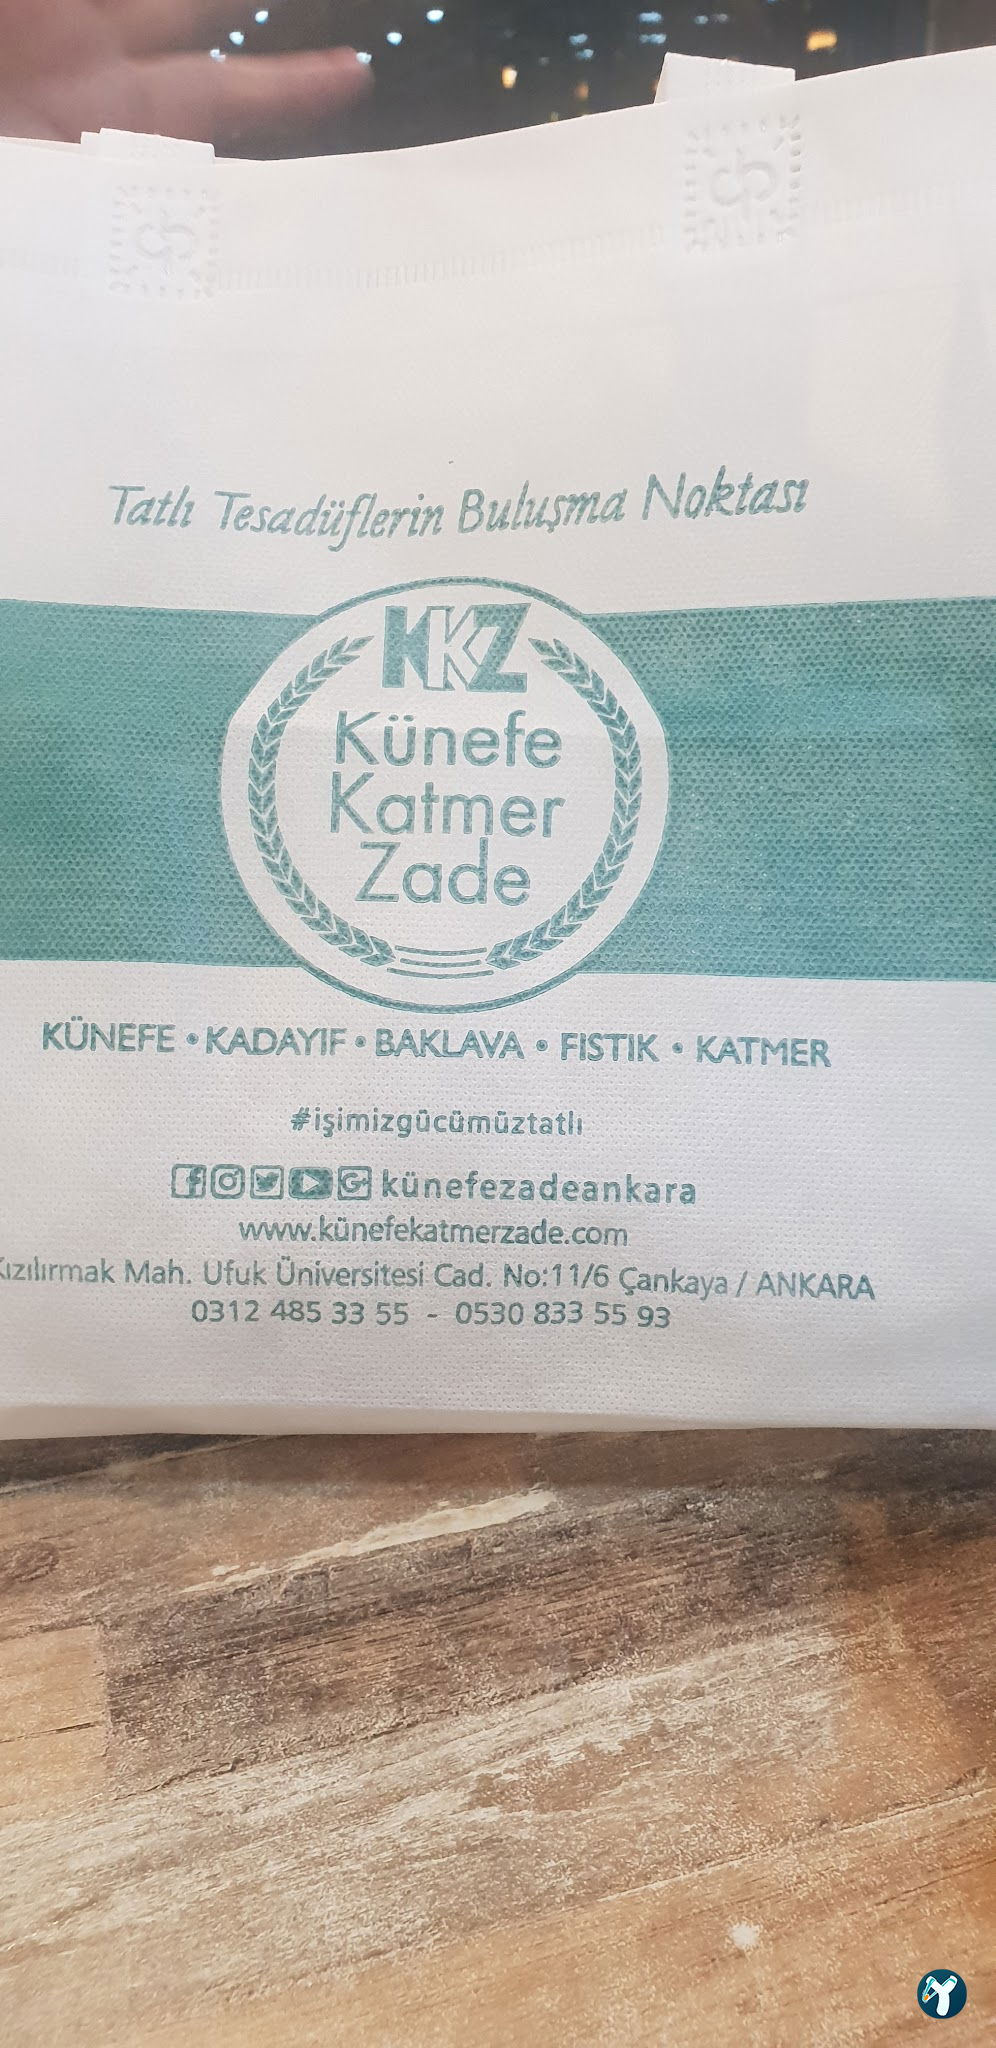 Tatlı Tesadüflerin Buluşma Noktası
KKZ
Künefe
Katmer
Zade
KÜNEFE • KADAYIF • BAKLAVA • FISTIK • KATMER
#işimizgücümüztatlı
künefezadeankara
www.künefekatmerzade.com
Kızılırmak Mah. Ufuk Üniversitesi Cad. No:11/6 Çankaya / ANKARA
0312 485 33 55 - 0530 833 55 93